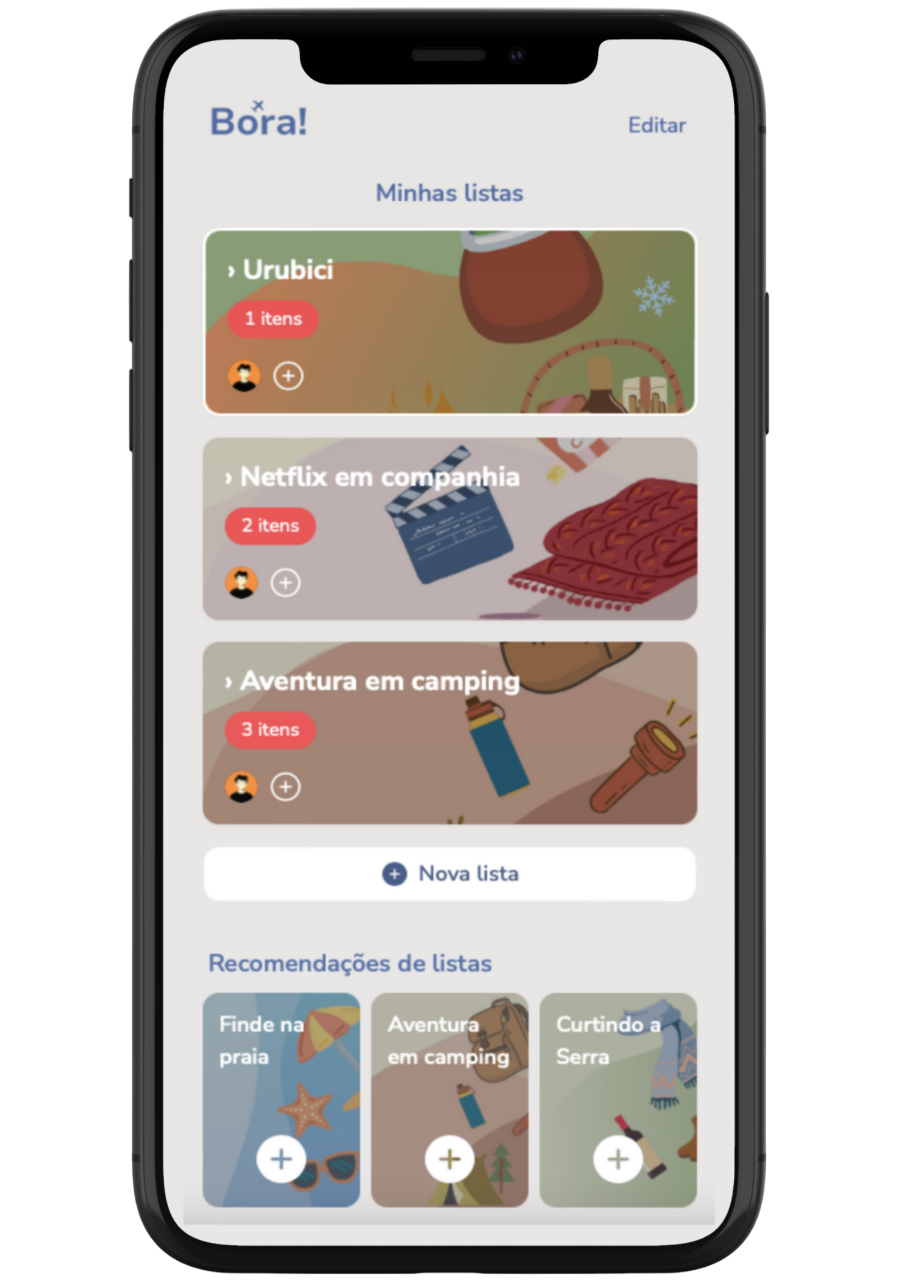 Bora!
Editar
Minhas listas
› Urubici
1 itens
› Netflix em companhia
2 itens
› Aventura em camping
3 itens
Nova lista
Recomendações de listas
Finde na
praia
Aventura
em camping
Curtindo a
Serra